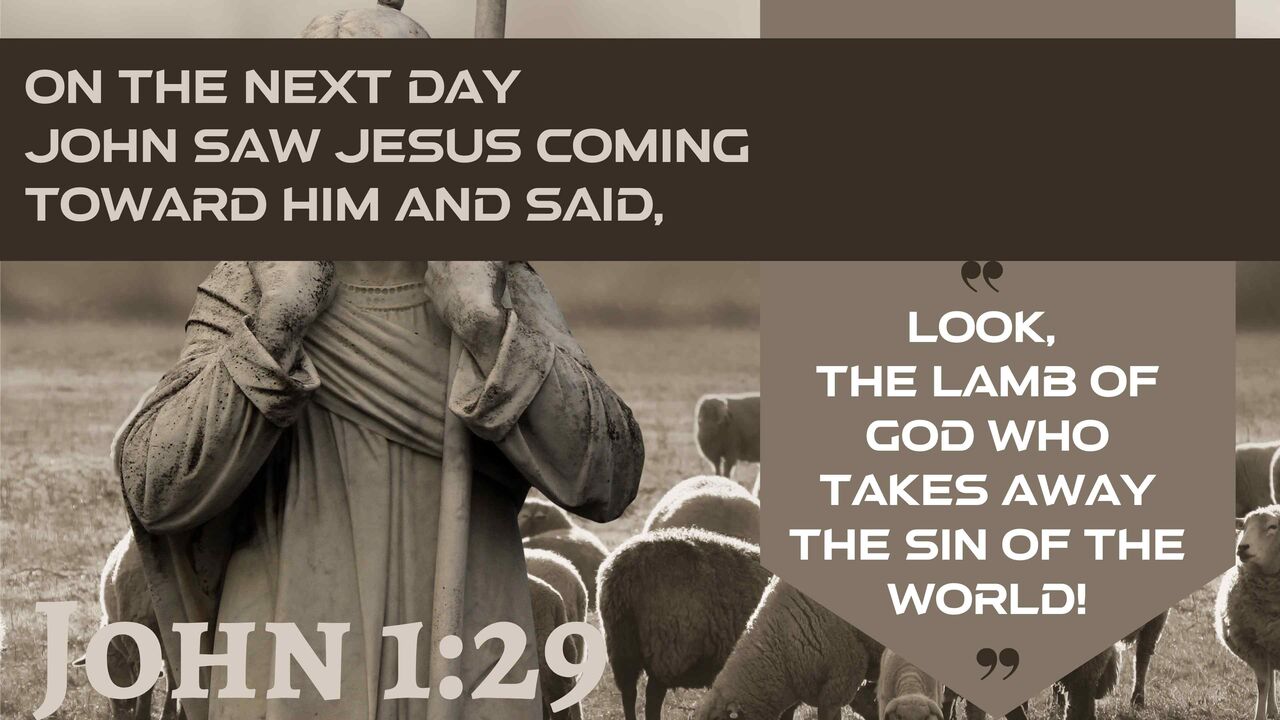 ON THE NEXT DAY
JOHN SAW JESUS COMING
TOWARD HIM AND SAID,
❞
LOOK,
THE LAMB OF
GOD WHO
TAKES AWAY
THE SIN OF THE
WORLD!
❞
JOHN 1:29